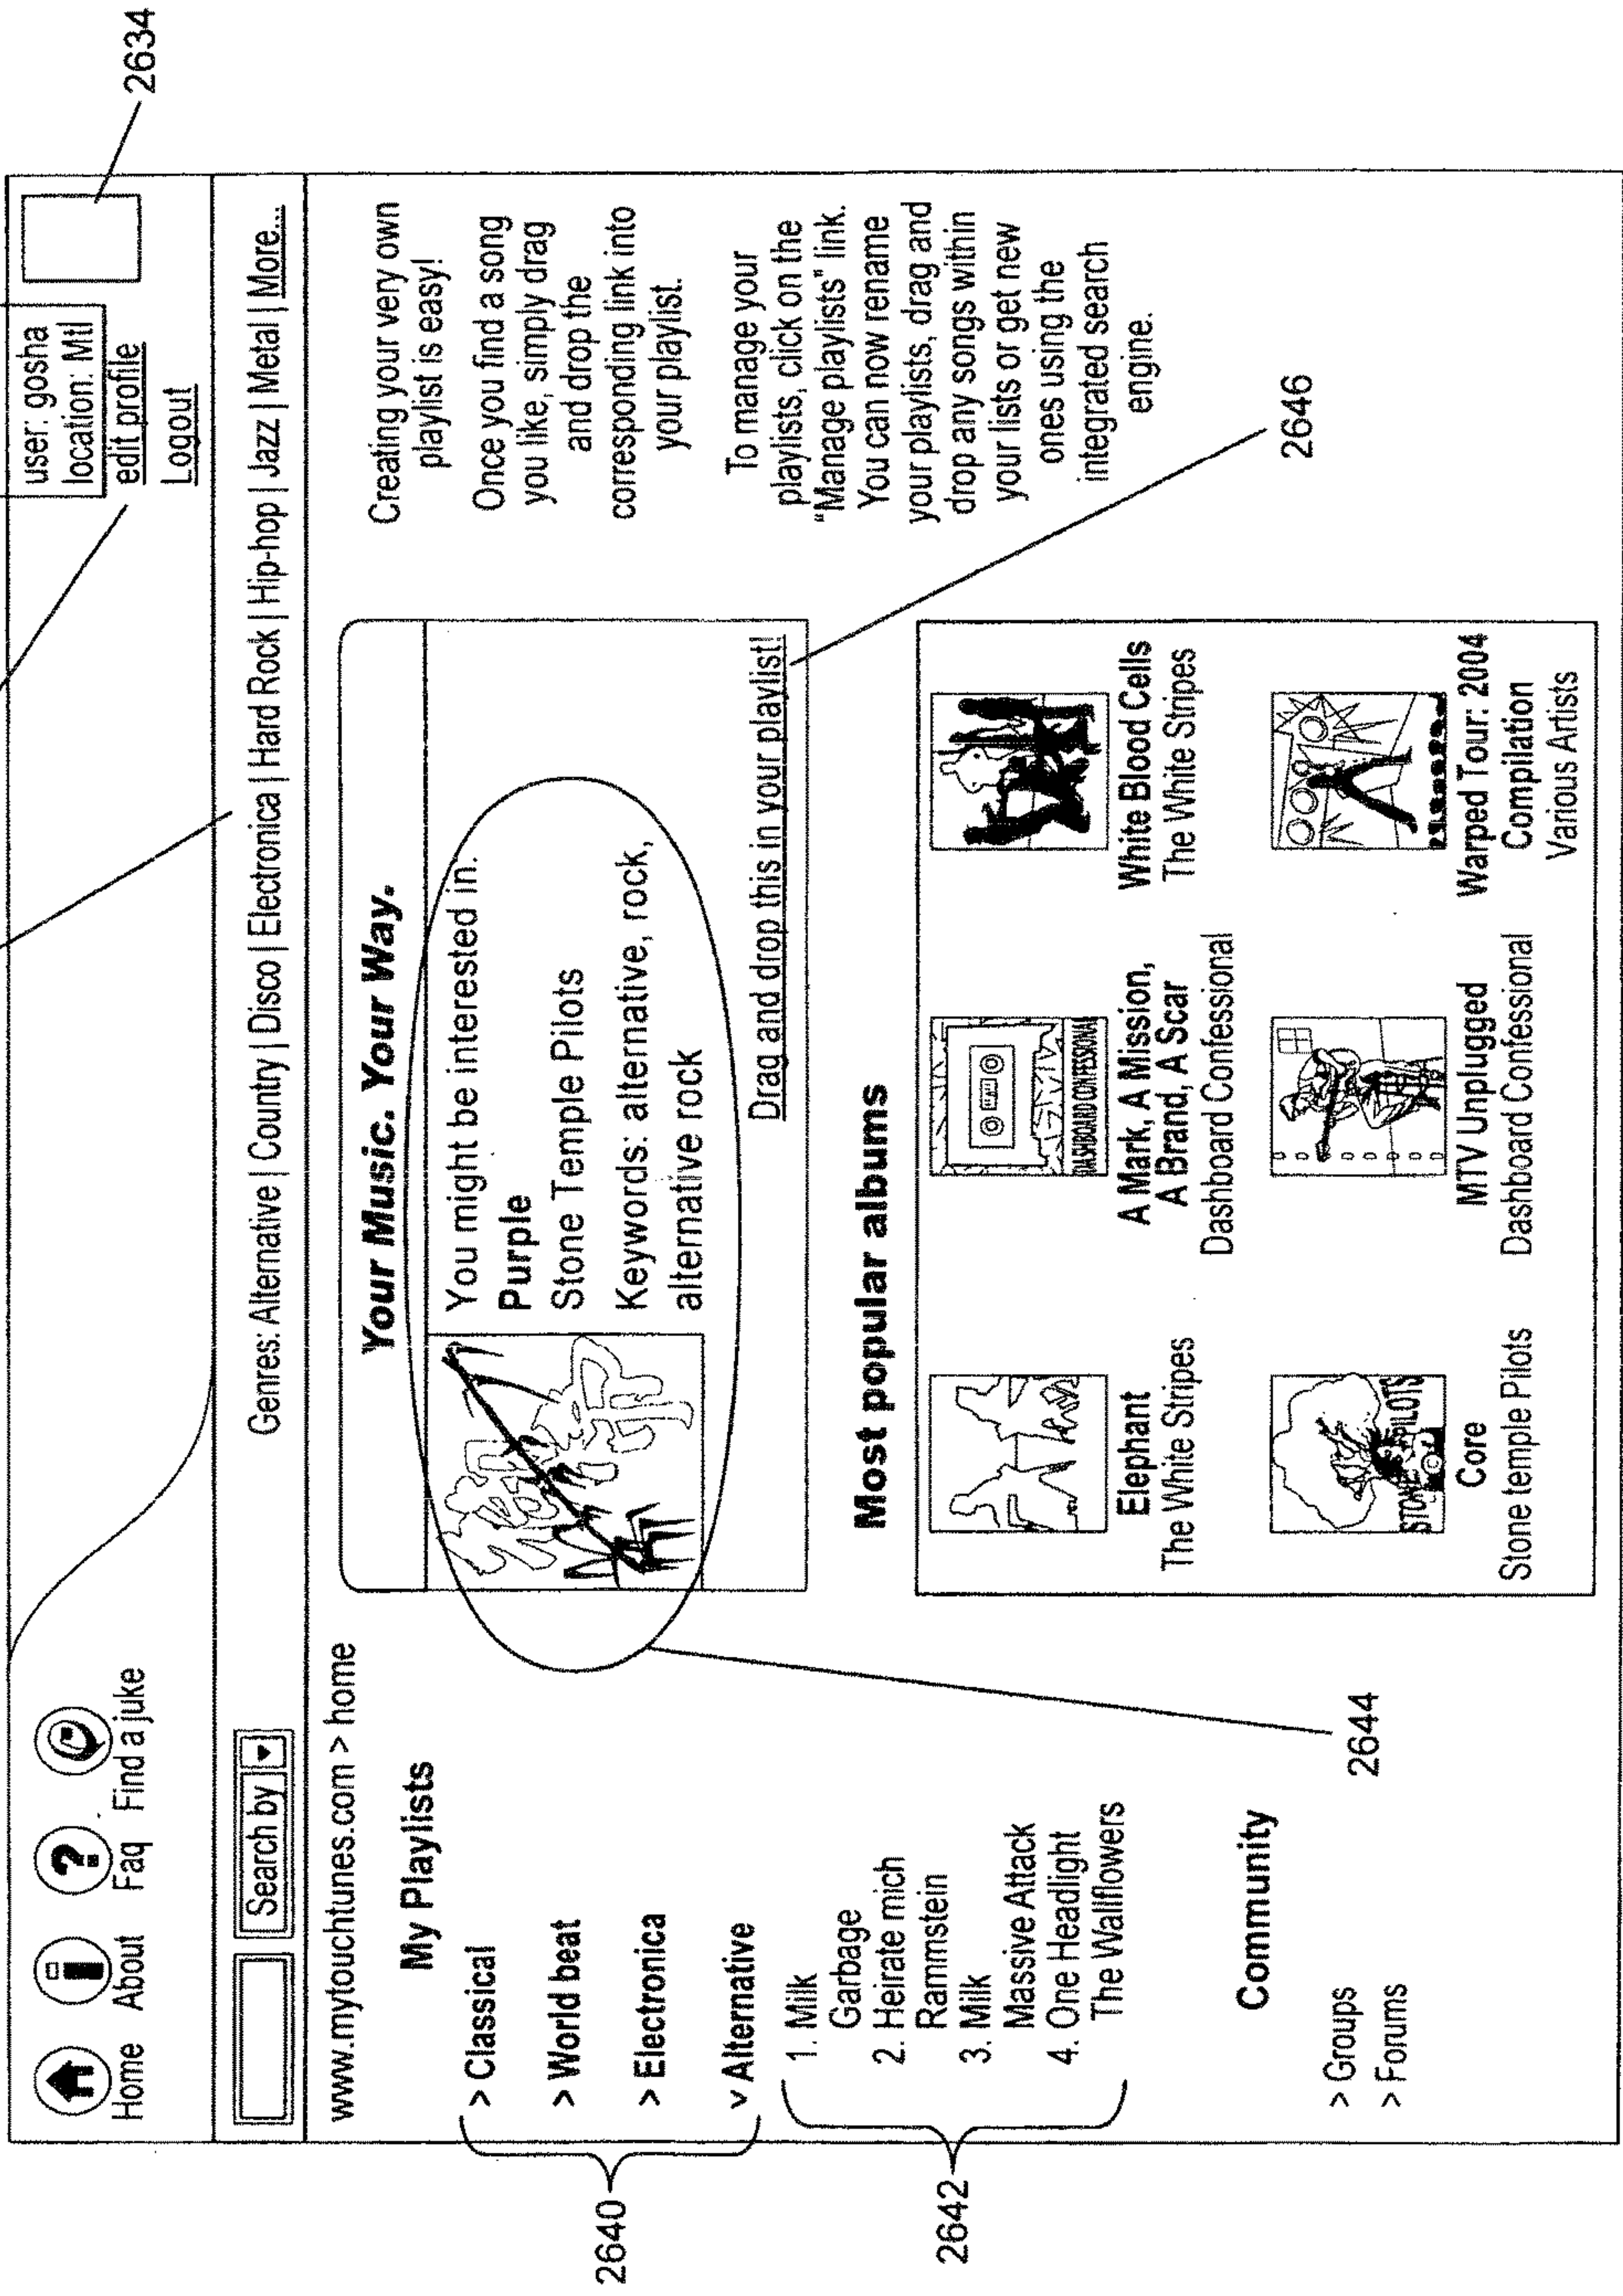 2634
Home
About
Faq
Find a juke
user: gosha
location: Mtl
edit profile
Logout
Search by
Genres: Alternative | Country | Disco | Electronica | Hard Rock | Hip-hop | Jazz | Metal | More...
www.mytouchtunes.com > home
My Playlists
> Classical
> World beat
> Electronica
v Alternative
2640
1. Milk
Garbage
2. Heirate mich
Rammstein
3. Milk
Massive Attack
4. One Headlight
The Wallflowers
2642
Community
> Groups
> Forums
Your Music. Your Way.
You might be interested in.
Purple
Stone Temple Pilots
Keywords: alternative, rock,
alternative rock
Drag and drop this in your playlist!
2644
2646
Most popular albums
Elephant
The White Stripes
DASHBOARD CONFESSIONAL
A Mark, A Mission,
A Brand, A Scar
Dashboard Confessional
White Blood Cells
The White Stripes
Core
Stone temple Pilots
MTV Unplugged
Dashboard Confessional
Warped Tour: 2004
Compilation
Various Artists
Creating your very own
playlist is easy!
Once you find a song
you like, simply drag
and drop the
corresponding link into
your playlist.
To manage your
playlists, click on the
"Manage playlists" link.
You can now rename
your playlists, drag and
drop any songs within
your lists or get new
ones using the
integrated search
engine.